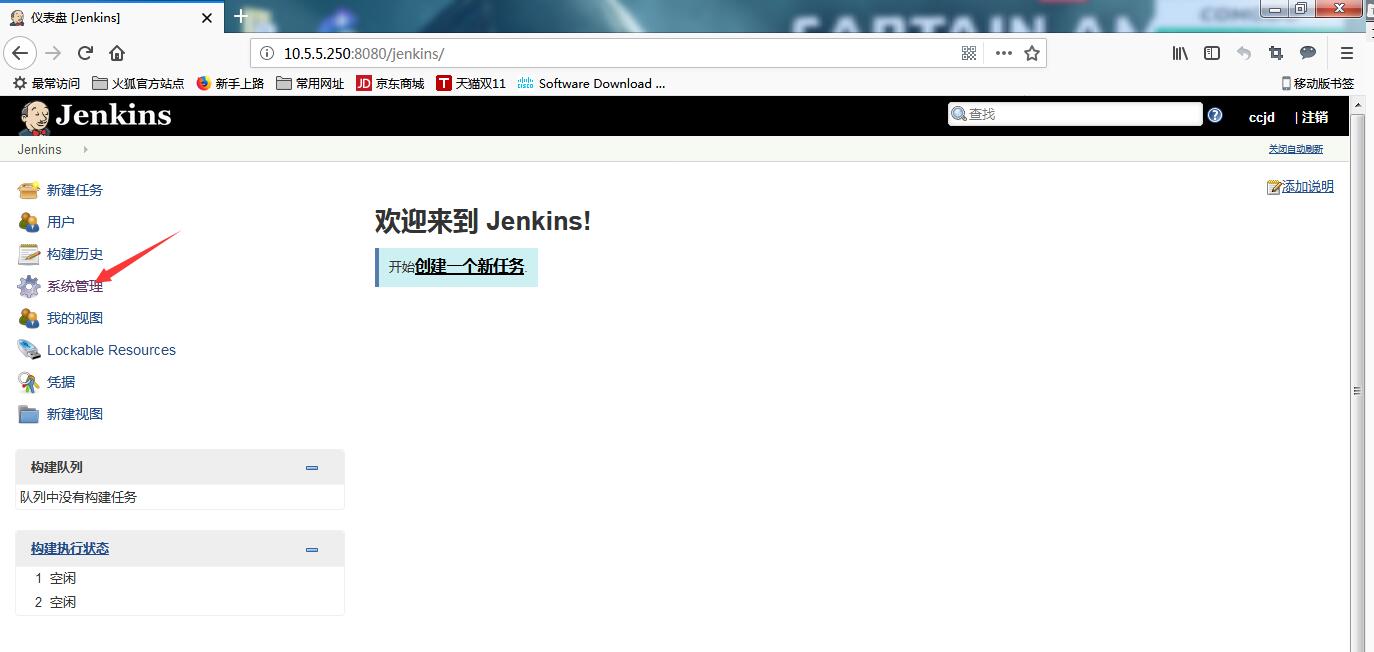 仪表盘 [Jenkins]
10.5.5.250:8080/jenkins/
最常访问 火狐官方站点 新手上路 常用网址 JD 京东商城 T 天猫双11 cisco Software Download ...
移动版书签
Jenkins
查找
ccjd | 注销
Jenkins
关闭自动刷新
新建任务
添加说明
用户
欢迎来到 Jenkins!
构建历史
开始创建一个新任务.
系统管理
我的视图
Lockable Resources
凭据
新建视图
构建队列
队列中没有构建任务
构建执行状态
1 空闲
2 空闲